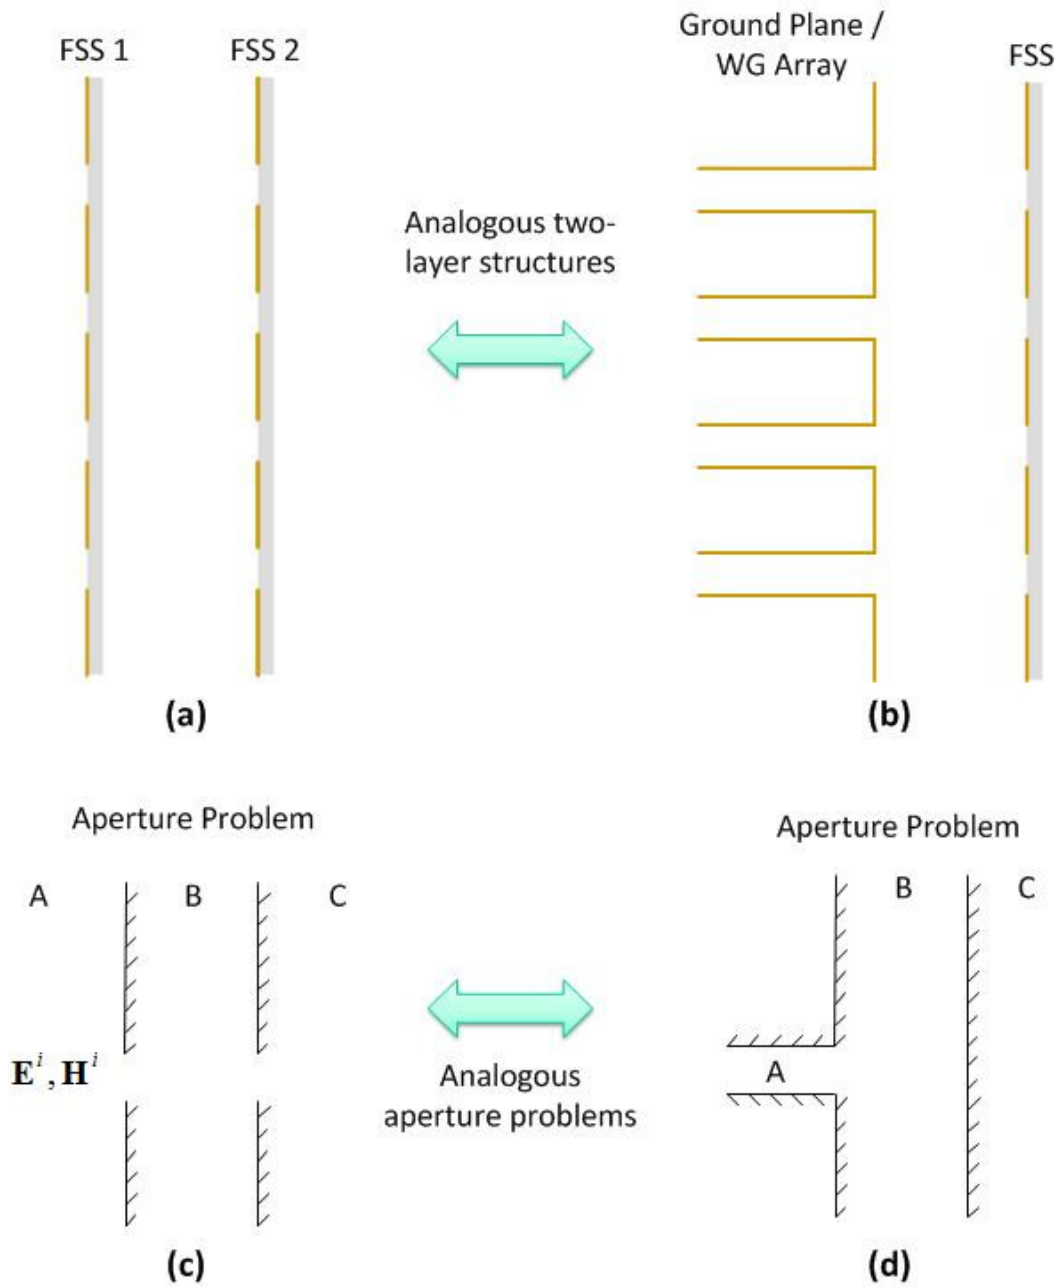 FSS 1
FSS 2
Ground Plane /
WG Array
FSS
Analogous two-
layer structures
(a)
(b)
Aperture Problem
Aperture Problem
A
B
C
B
C
E^i, H^i
A
Analogous
aperture problems
(c)
(d)